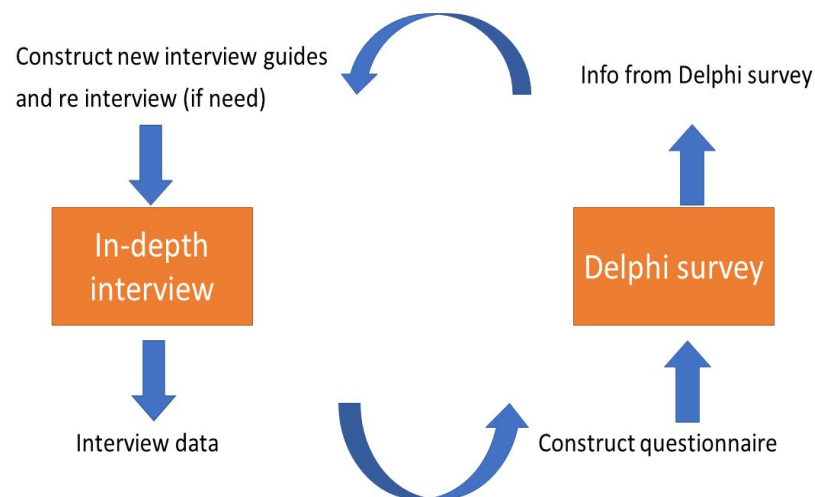 Construct new interview guides
and re interview (if need)
Info from Delphi survey
In-depth
interview
Delphi survey
Interview data
Construct questionnaire